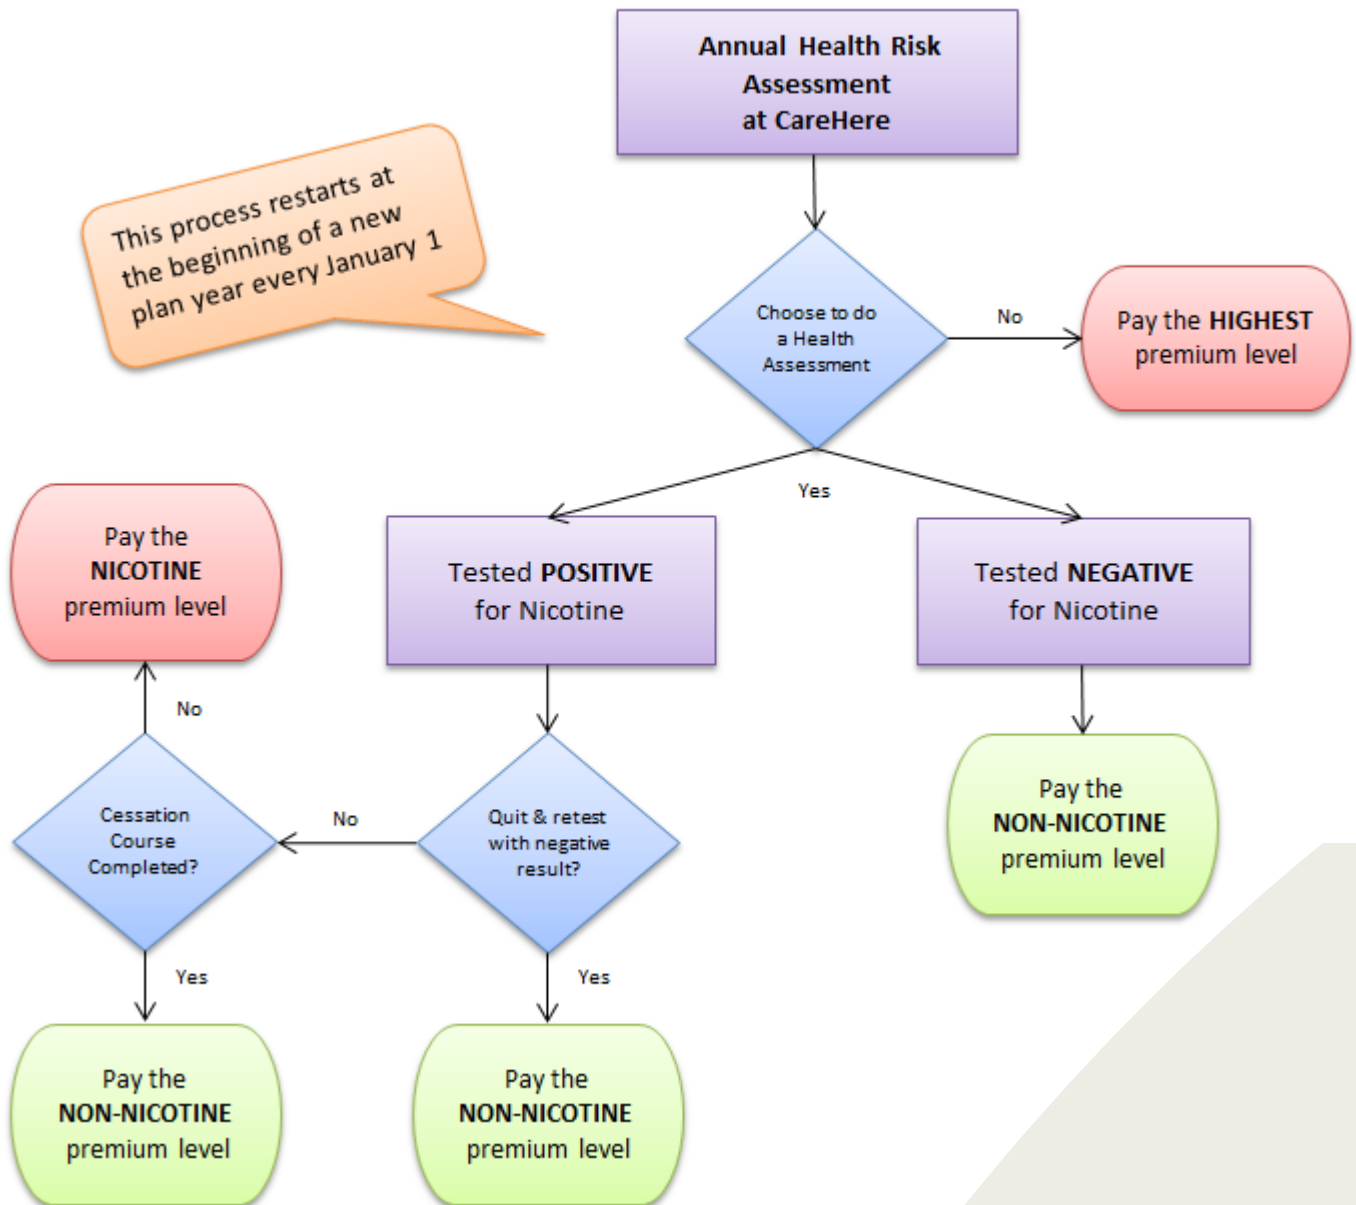 Annual Health Risk
Assessment
at CareHere
This process restarts at
the beginning of a new
plan year every January 1
Choose to do
a Health
Assessment
No
Pay the HIGHEST
premium level
Yes
Pay the
NICOTINE
premium level
Tested POSITIVE
for Nicotine
Tested NEGATIVE
for Nicotine
No
Cessation
Course
Completed?
No
Quit & retest
with negative
result?
Pay the
NON-NICOTINE
premium level
Yes
Yes
Pay the
NON-NICOTINE
premium level
Pay the
NON-NICOTINE
premium level